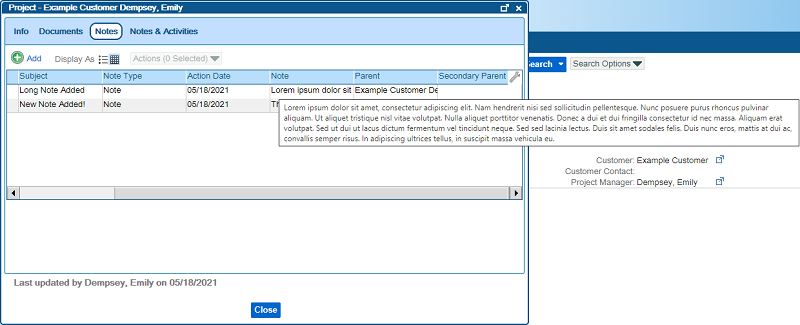 Project - Example Customer Dempsey, Emily
Info Documents Notes Notes & Activities
Add Display As Actions (0 Selected)
earch Search Options
Subject Note Type Action Date Note Parent Secondary Parent
Long Note Added Note 05/18/2021 Lorem ipsum dolor sit Example Customer De
New Note Added! Note 05/18/2021 Th
Lorem ipsum dolor sit amet, consectetur adipiscing elit. Nam hendrerit nisi sed sollicitudin pellentesque. Nunc posuere purus rhoncus pulvinar
aliquam. Ut aliquet tristique nisl vitae volutpat. Nulla aliquet porttitor venenatis. Donec a dui et dui fringilla consectetur id nec massa. Aliquam erat
volutpat. Sed ut dui ut lacus dictum fermentum vel tincidunt neque. Sed sed lacinia lectus. Duis sit amet sodales felis. Duis nunc eros, mattis at dui ac,
convallis semper risus. In adipiscing ultrices tellus, in suscipit massa vehicula eu.
Customer: Example Customer
Customer Contact:
Project Manager: Dempsey, Emily
Last updated by Dempsey, Emily on 05/18/2021
Close